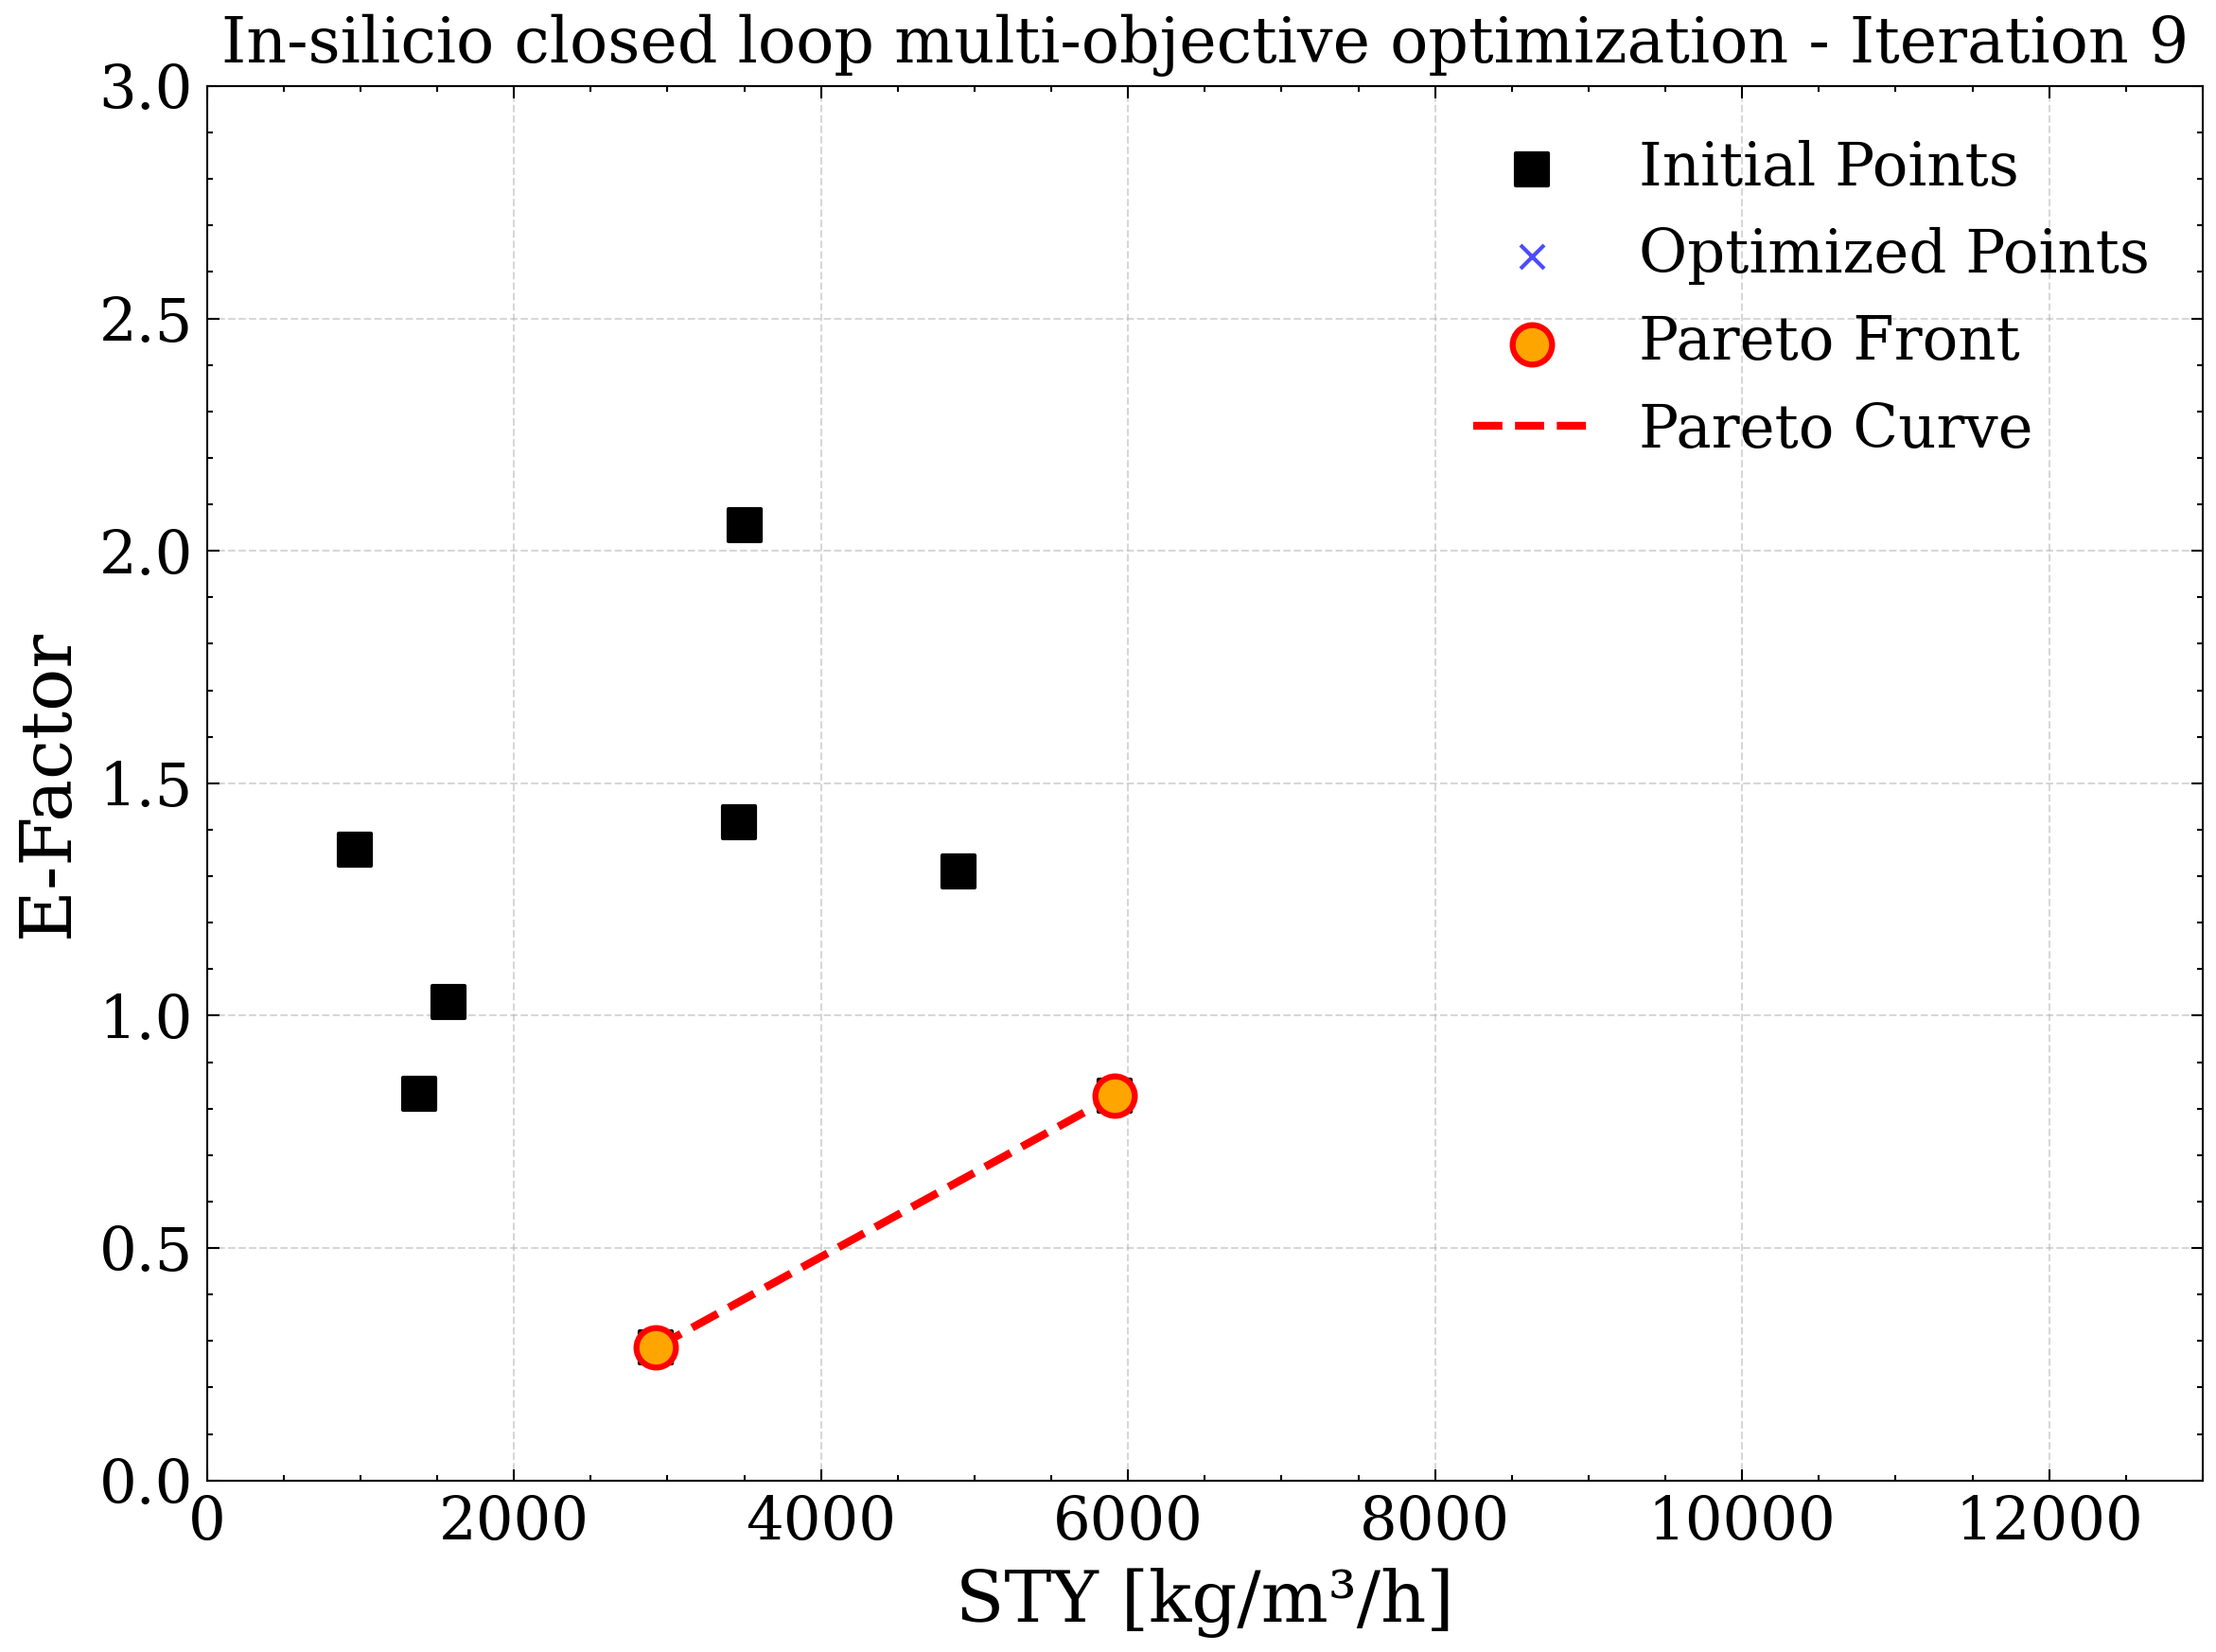 In-silicio closed loop multi-objective optimization - Iteration 9
3.0
2.5
2.0
1.5
1.0
0.5
0.0
E-Factor
Initial Points
Optimized Points
Pareto Front
Pareto Curve
0 2000 4000 6000 8000 10000 12000
STY [kg/m³/h]